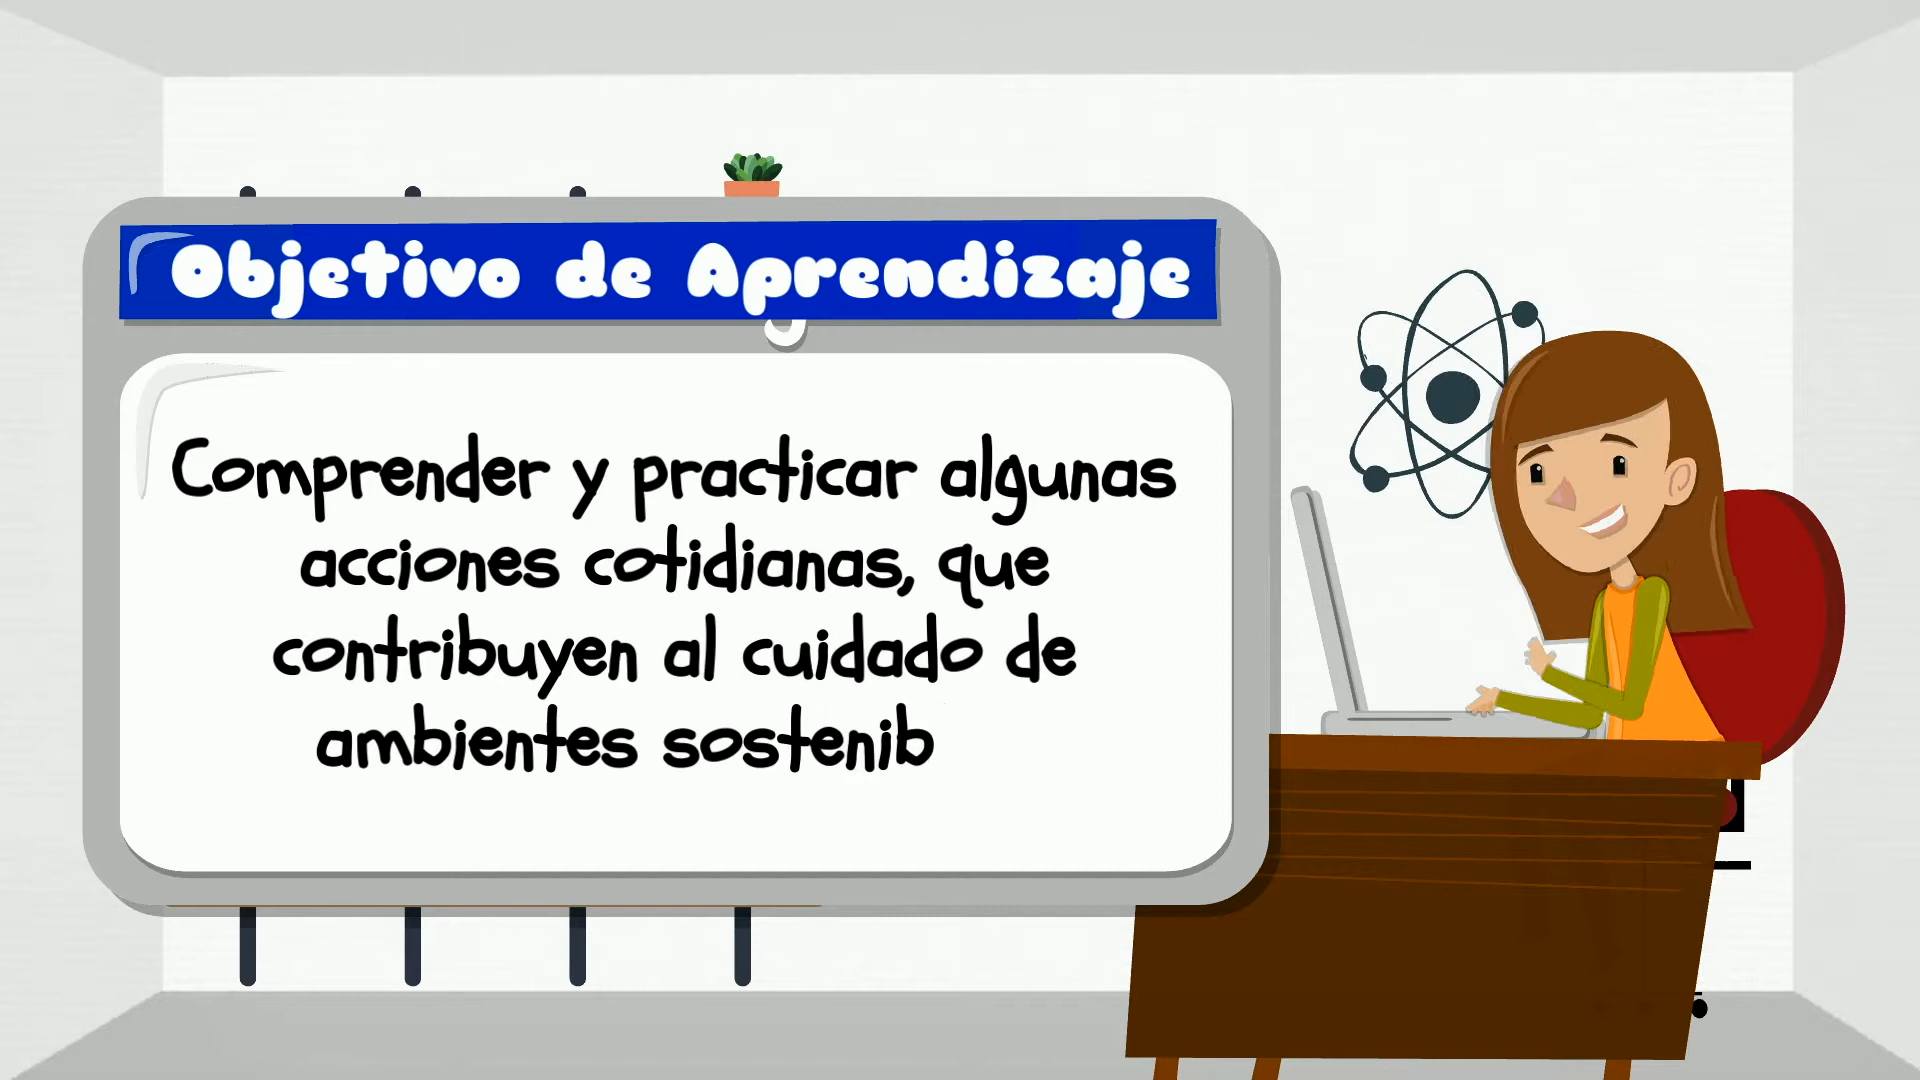 Objetivo de Aprendizaje
Comprender y practicar algunas
acciones cotidianas, que
contribuyen al cuidado de
ambientes sostenib